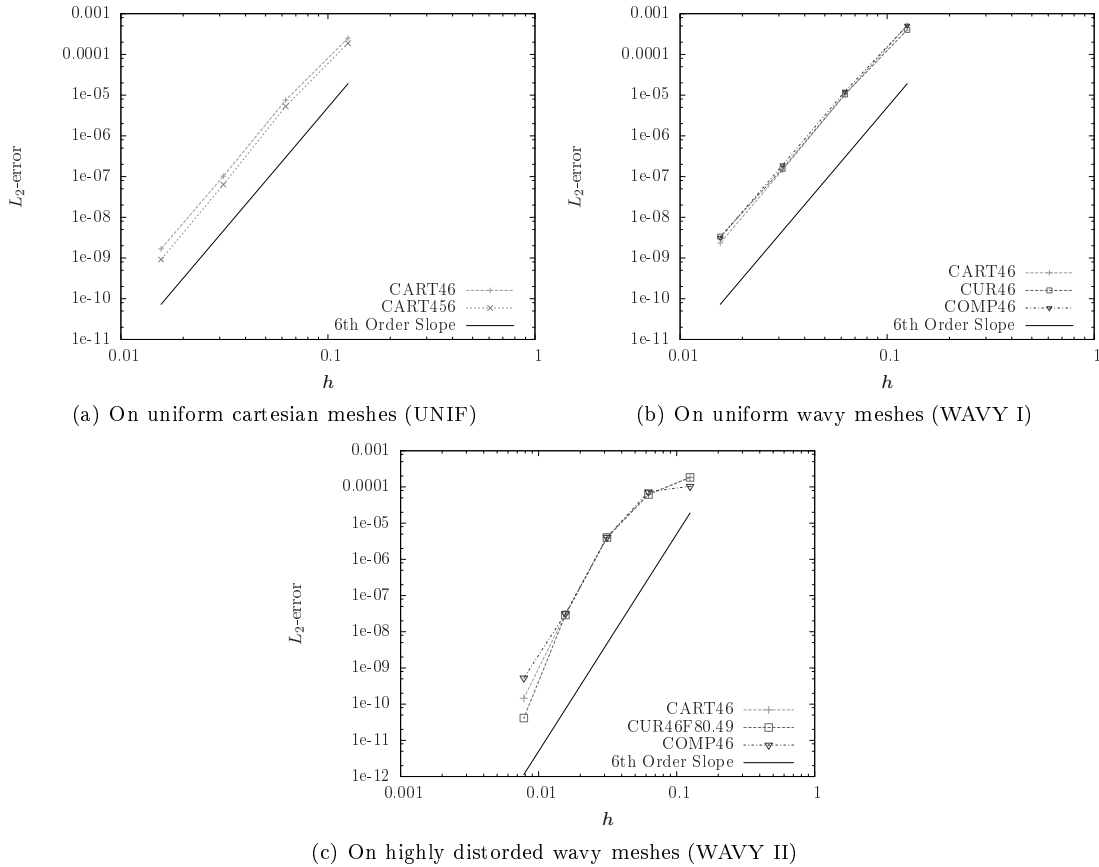 0.001
0.0001
1e-05
1e-06
1e-07
1e-08
1e-09
1e-10
1e-11
L2-error
CART46
CART456
6th Order Slope
0.01
0.1
1
h
(a) On uniform cartesian meshes (UNIF)
0.001
0.0001
1e-05
1e-06
1e-07
1e-08
1e-09
1e-10
1e-11
L2-error
CART46
CUR46
COMP46
6th Order Slope
0.01
0.1
1
h
(b) On uniform wavy meshes (WAVY I)
0.001
0.0001
1e-05
1e-06
1e-07
1e-08
1e-09
1e-10
1e-11
1e-12
L2-error
CART46
CUR46F80.49
COMP46
6th Order Slope
0.001
0.01
0.1
1
h
(c) On highly distorded wavy meshes (WAVY II)